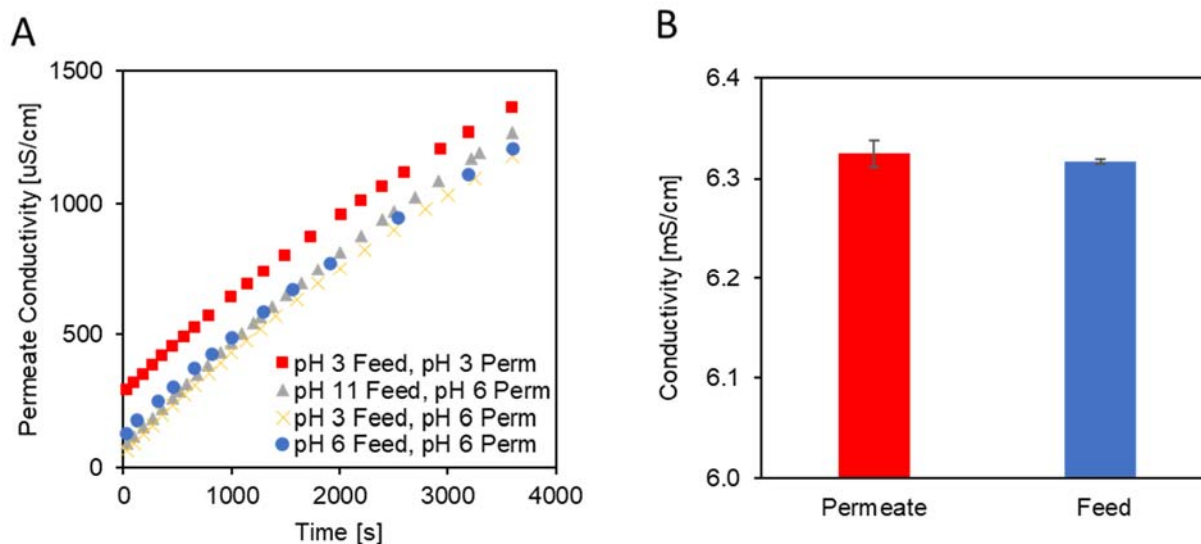 A
Permeate Conductivity [uS/cm]
1500
1000
500
0
0
1000
2000
3000
4000
Time [s]
pH 3 Feed, pH 3 Perm
pH 11 Feed, pH 6 Perm
pH 3 Feed, pH 6 Perm
pH 6 Feed, pH 6 Perm
B
Conductivity [mS/cm]
6.4
6.3
6.2
6.1
6.0
Permeate
Feed